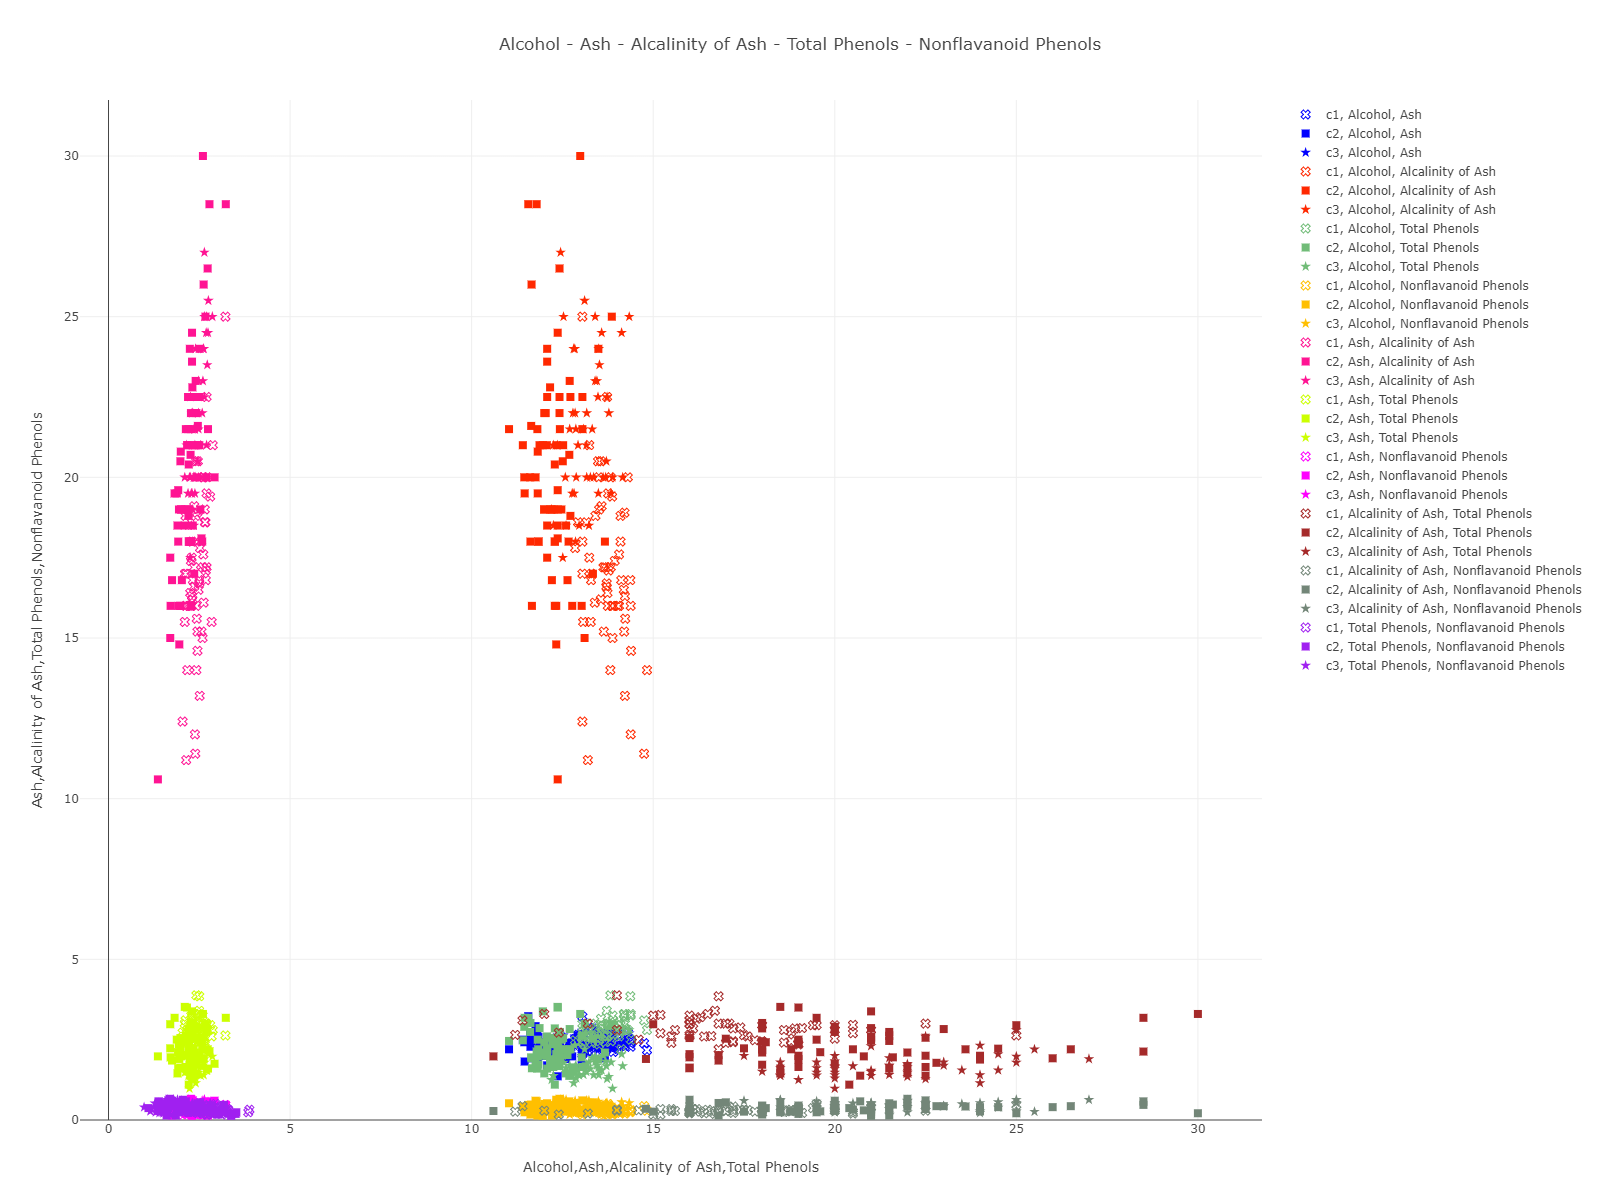 Alcohol - Ash - Alcalinity of Ash - Total Phenols - Nonflavanoid Phenols
Ash,Alcalinity of Ash,Total Phenols,Nonflavanoid Phenols
30
25
20
15
10
5
0
0 5 10 15 20 25 30
Alcohol,Ash,Alcalinity of Ash,Total Phenols
c1, Alcohol, Ash
c2, Alcohol, Ash
c3, Alcohol, Ash
c1, Alcohol, Alcalinity of Ash
c2, Alcohol, Alcalinity of Ash
c3, Alcohol, Alcalinity of Ash
c1, Alcohol, Total Phenols
c2, Alcohol, Total Phenols
c3, Alcohol, Total Phenols
c1, Alcohol, Nonflavanoid Phenols
c2, Alcohol, Nonflavanoid Phenols
c3, Alcohol, Nonflavanoid Phenols
c1, Ash, Alcalinity of Ash
c2, Ash, Alcalinity of Ash
c3, Ash, Alcalinity of Ash
c1, Ash, Total Phenols
c2, Ash, Total Phenols
c3, Ash, Total Phenols
c1, Ash, Nonflavanoid Phenols
c2, Ash, Nonflavanoid Phenols
c3, Ash, Nonflavanoid Phenols
c1, Alcalinity of Ash, Total Phenols
c2, Alcalinity of Ash, Total Phenols
c3, Alcalinity of Ash, Total Phenols
c1, Alcalinity of Ash, Nonflavanoid Phenols
c2, Alcalinity of Ash, Nonflavanoid Phenols
c3, Alcalinity of Ash, Nonflavanoid Phenols
c1, Total Phenols, Nonflavanoid Phenols
c2, Total Phenols, Nonflavanoid Phenols
c3, Total Phenols, Nonflavanoid Phenols